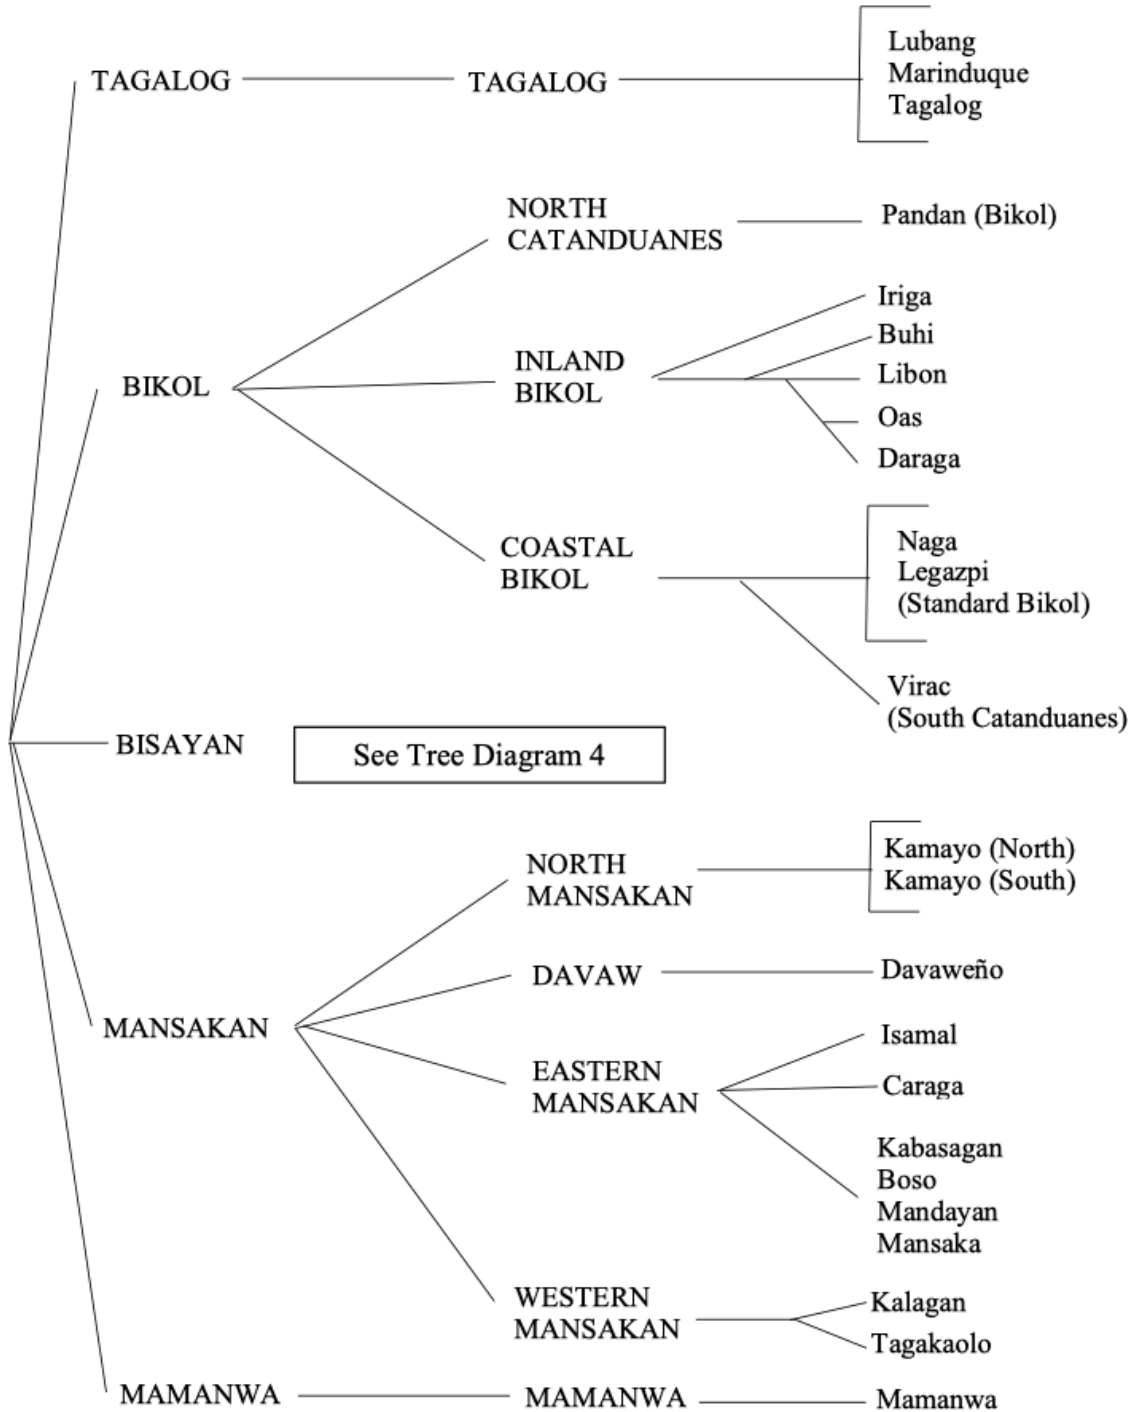 TAGALOG
TAGALOG
Lubang
Marinduque
Tagalog
BIKOL
NORTH
CATANDUANES
Pandan (Bikol)
INLAND
BIKOL
Iriga
Buhi
Libon
Oas
Daraga
COASTAL
BIKOL
Naga
Legazpi
(Standard Bikol)
Virac
(South Catanduanes)
BISAYAN
See Tree Diagram 4
MANSAKAN
NORTH
MANSAKAN
Kamayo (North)
Kamayo (South)
DAVAW
Davaweño
EASTERN
MANSAKAN
Isamal
Caraga
Kabasagan
Boso
Mandayan
Mansaka
WESTERN
MANSAKAN
Kalagan
Tagakaolo
MAMANWA
MAMANWA
Mamanwa